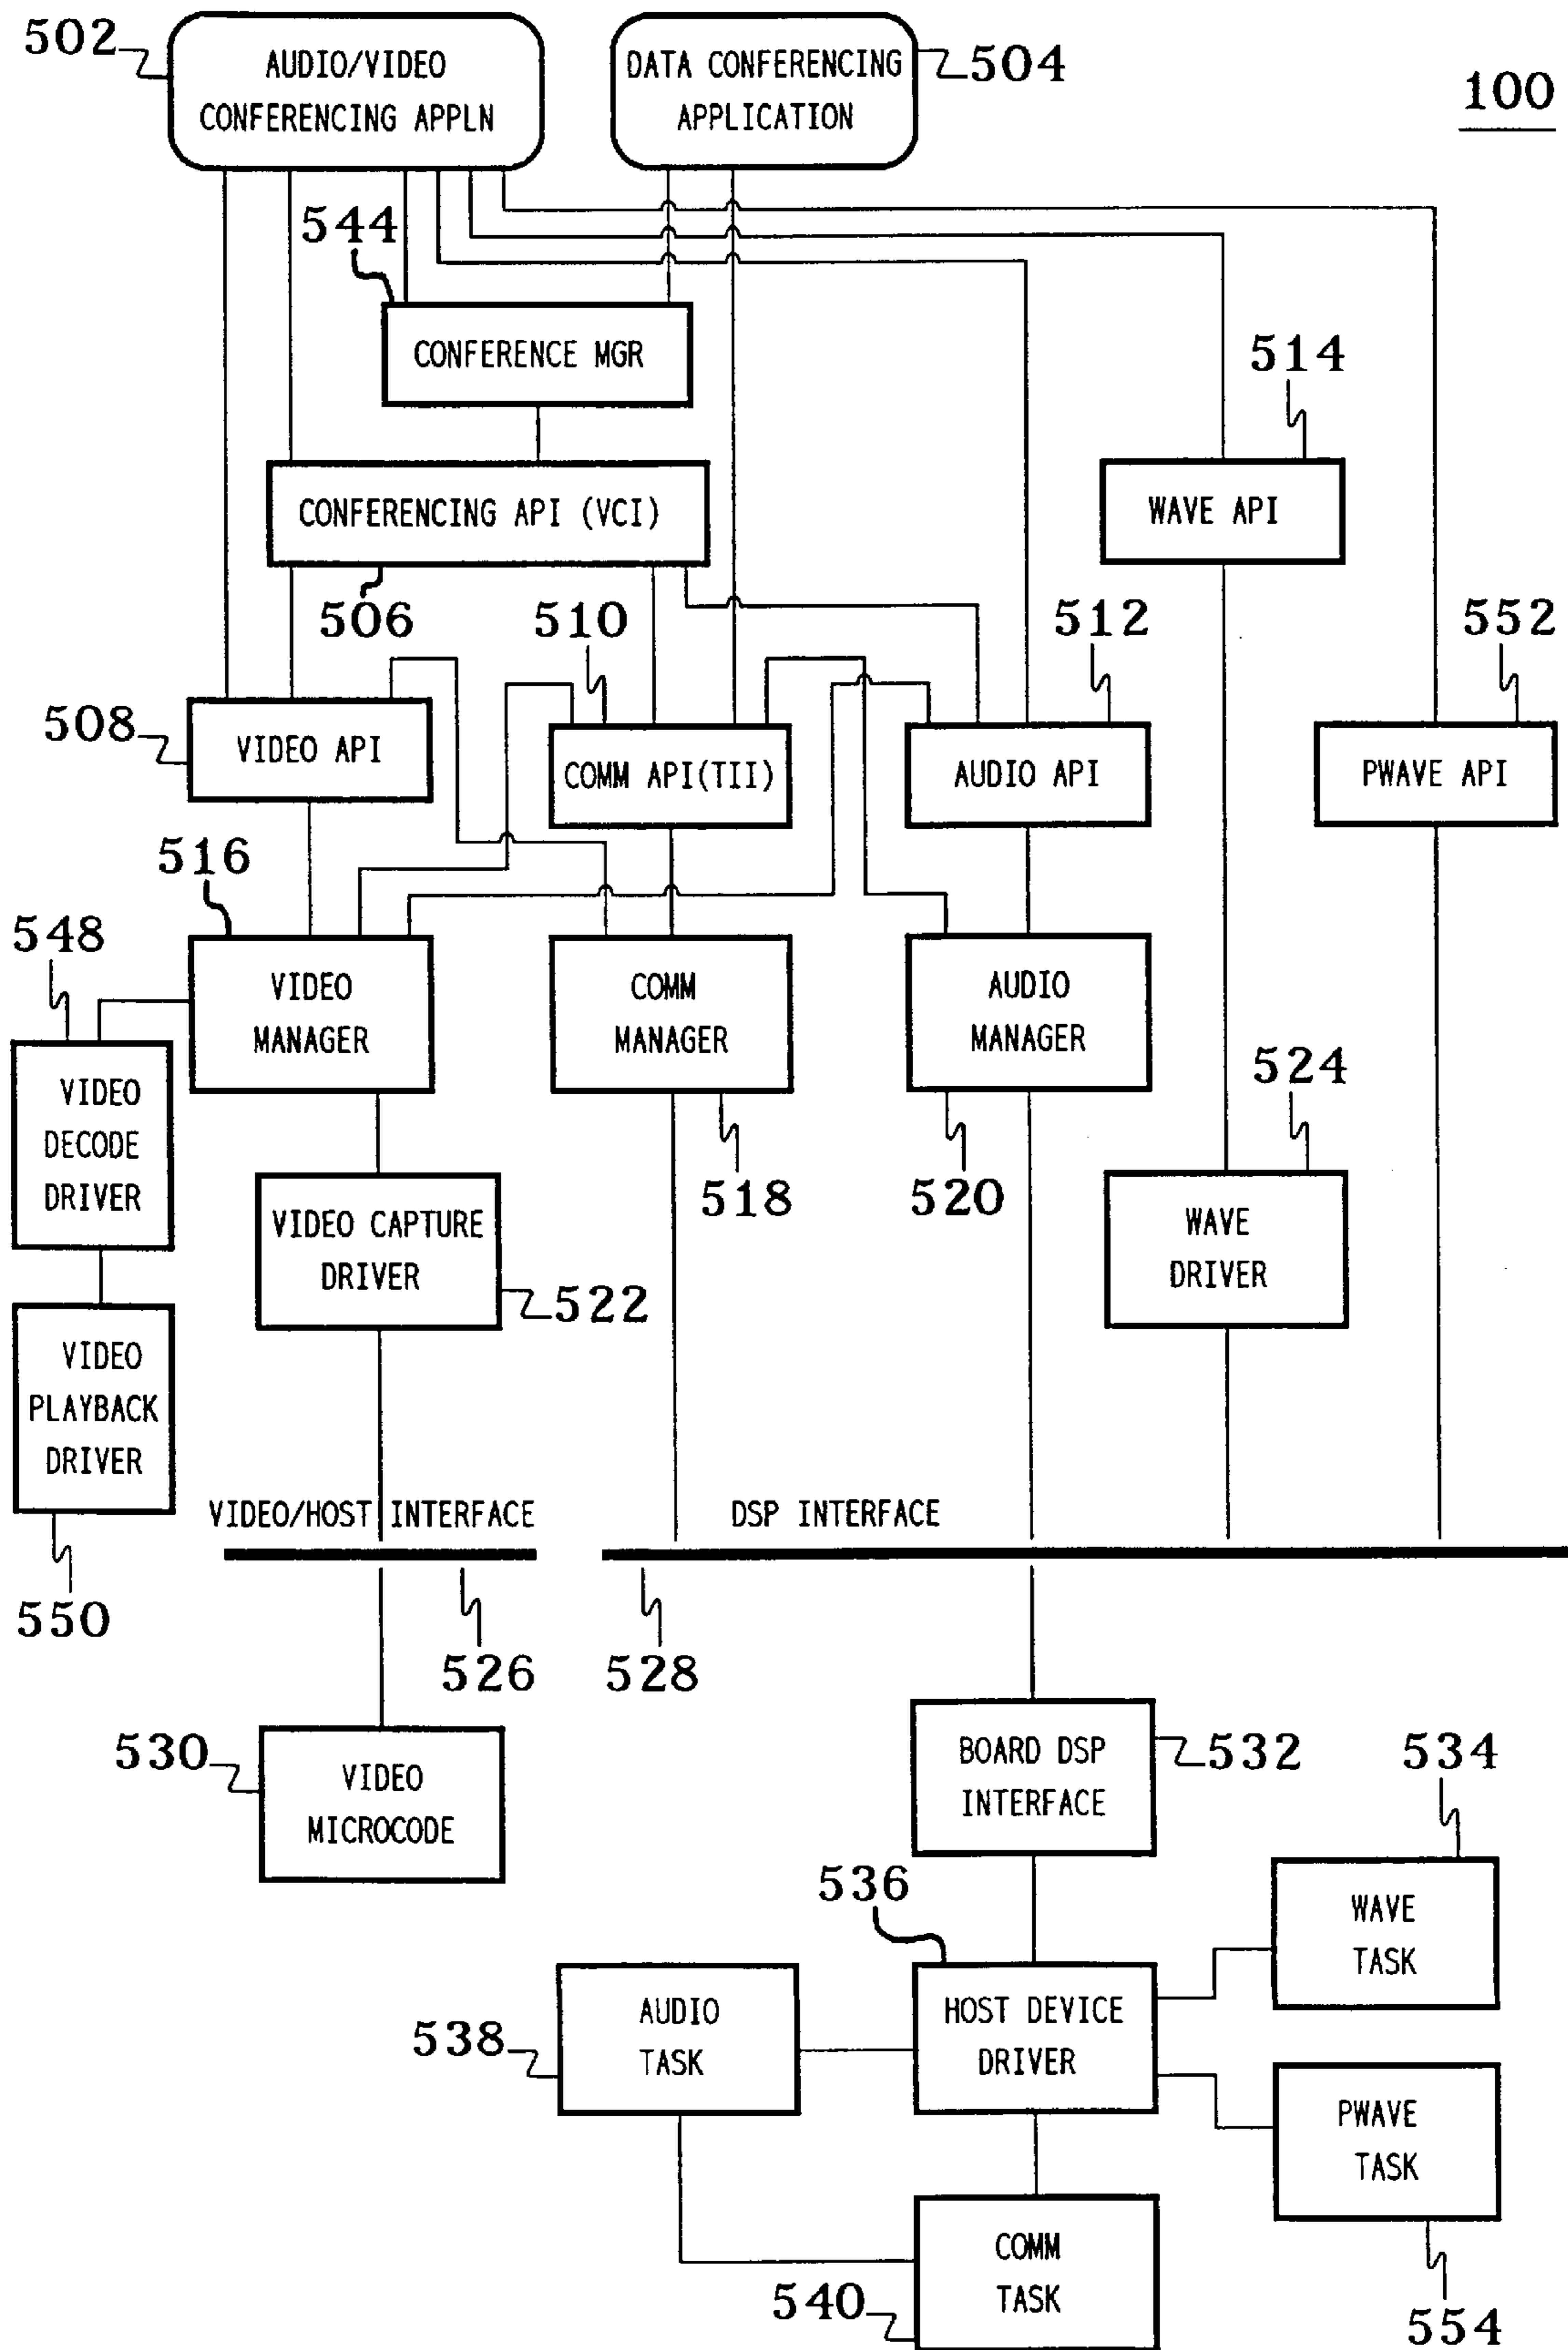 502
AUDIO/VIDEO
CONFERENCING APPLN
DATA CONFERENCING
APPLICATION
504
100
544
CONFERENCE MGR
514
CONFERENCING API (VCI)
WAVE API
506
510
512
552
508
VIDEO API
COMM API(TII)
AUDIO API
PWAVE API
516
548
VIDEO
MANAGER
COMM
MANAGER
AUDIO
MANAGER
524
VIDEO
DECODE
DRIVER
518
520
VIDEO CAPTURE
DRIVER
522
WAVE
DRIVER
VIDEO
PLAYBACK
DRIVER
VIDEO/HOST INTERFACE
DSP INTERFACE
550
526
528
530
VIDEO
MICROCODE
BOARD DSP
INTERFACE
532
534
536
WAVE
TASK
538
AUDIO
TASK
HOST DEVICE
DRIVER
PWAVE
TASK
COMM
TASK
540
554